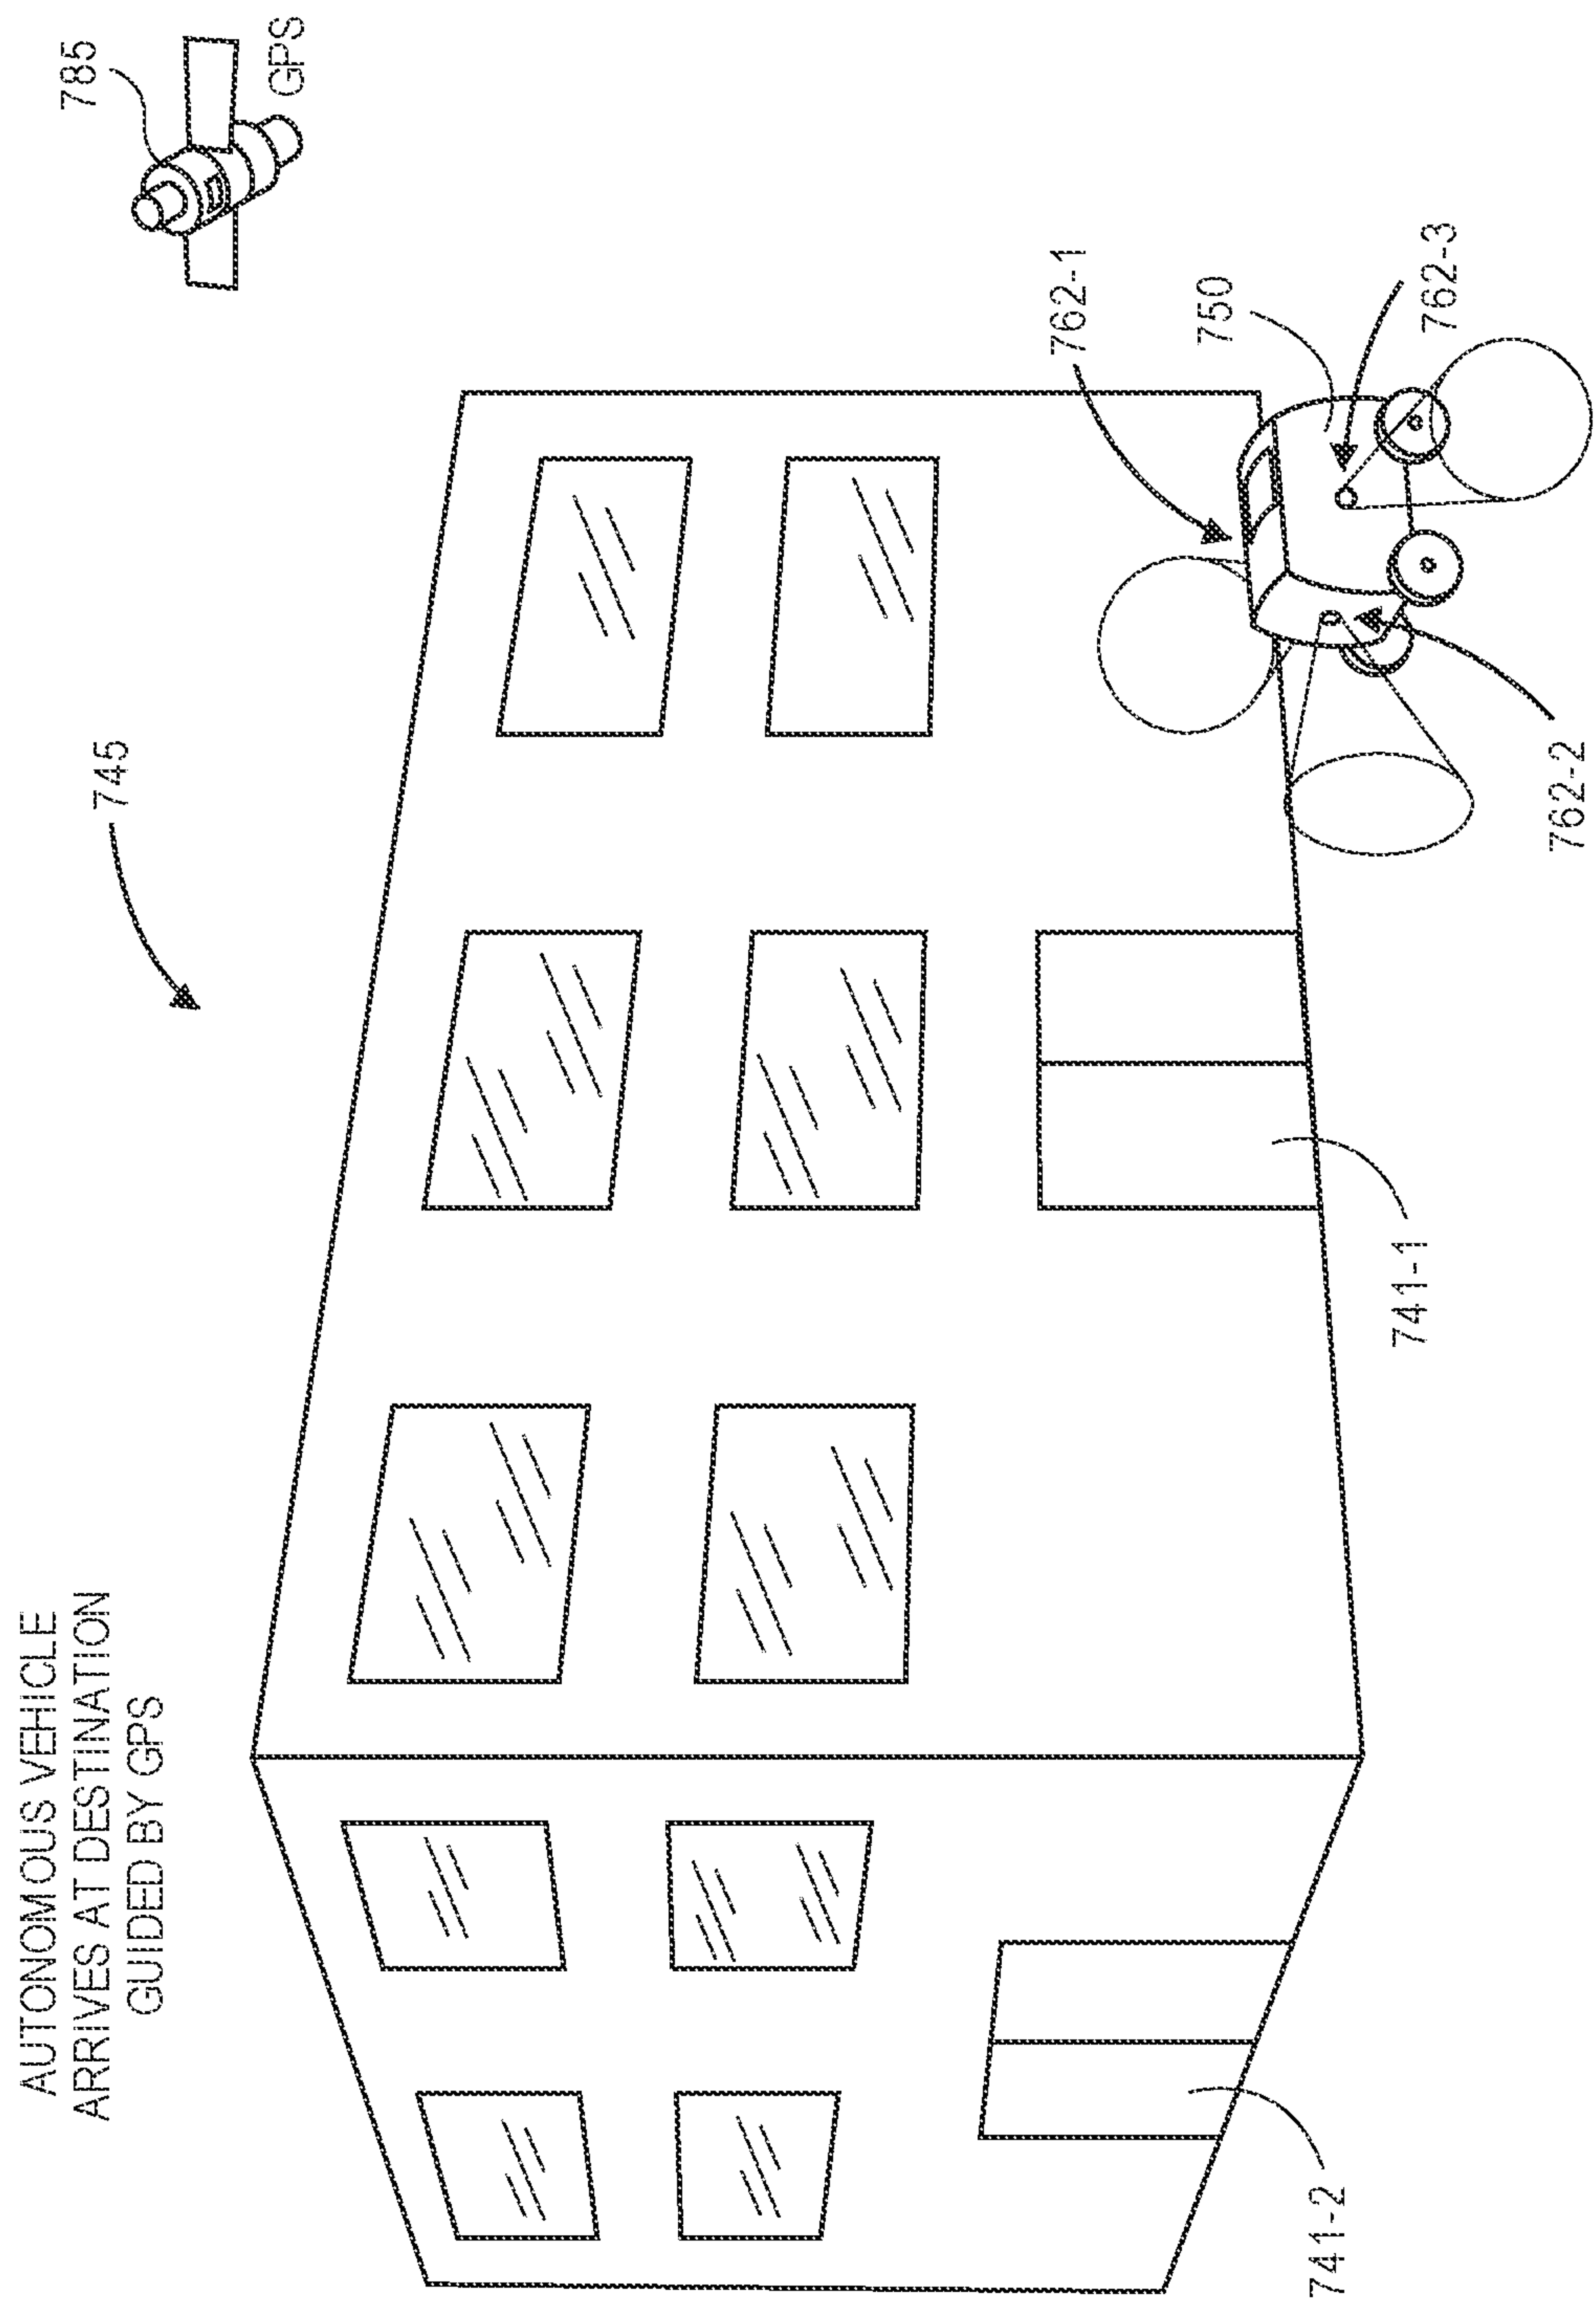 AUTONOMOUS VEHICLE
ARRIVES AT DESTINATION
GUIDED BY GPS
745
785
GPS
762-1
750
762-3
762-2
741-1
741-2